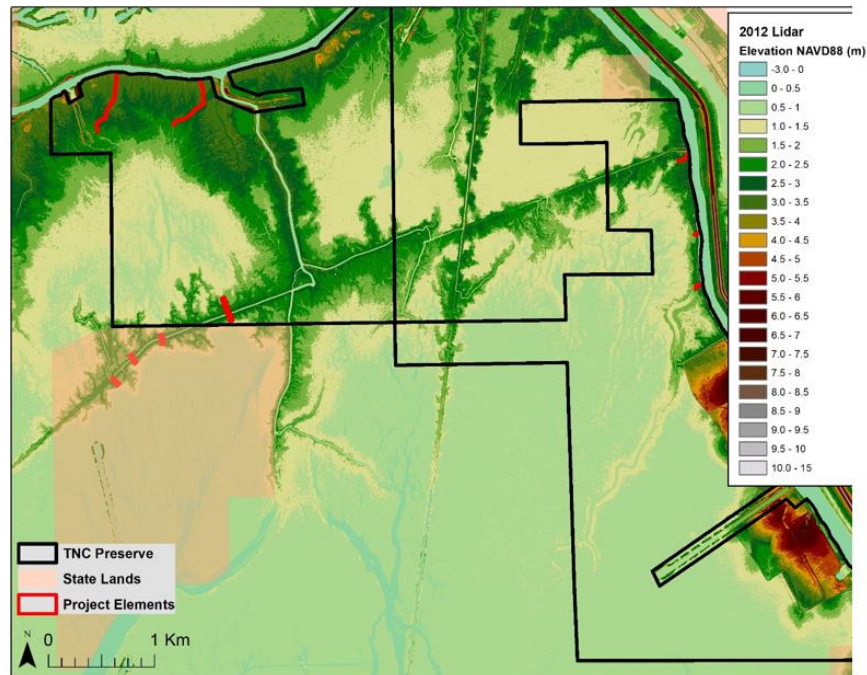 2012 Lidar
Elevation NAVD88 (m)
-3.0 - 0
0 - 0.5
0.5 - 1
1.0 - 1.5
1.5 - 2
2.0 - 2.5
2.5 - 3
3.0 - 3.5
3.5 - 4
4.0 - 4.5
4.5 - 5
5.0 - 5.5
5.5 - 6
6.0 - 6.5
6.5 - 7
7.0 - 7.5
7.5 - 8
8.0 - 8.5
8.5 - 9
9.0 - 9.5
9.5 - 10
10.0 - 15
TNC Preserve
State Lands
Project Elements
N
0 1 Km